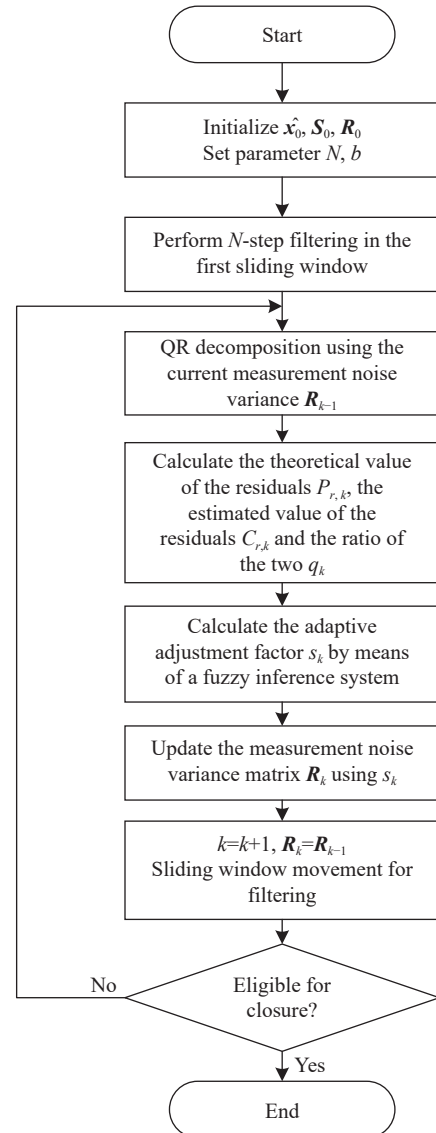 Start
Initialize x̂₀, S₀, R₀
Set parameter N, b
Perform N-step filtering in the
first sliding window
QR decomposition using the
current measurement noise
variance Rₖ₋₁
Calculate the theoretical value
of the residuals Pᵣ,ₖ, the
estimated value of the
residuals Cᵣ,ₖ and the ratio of
the two qₖ
Calculate the adaptive
adjustment factor sₖ by means
of a fuzzy inference system
Update the measurement noise
variance matrix Rₖ using sₖ
k=k+1, Rₖ=Rₖ₋₁
Sliding window movement for
filtering
No
Eligible for
closure?
Yes
End